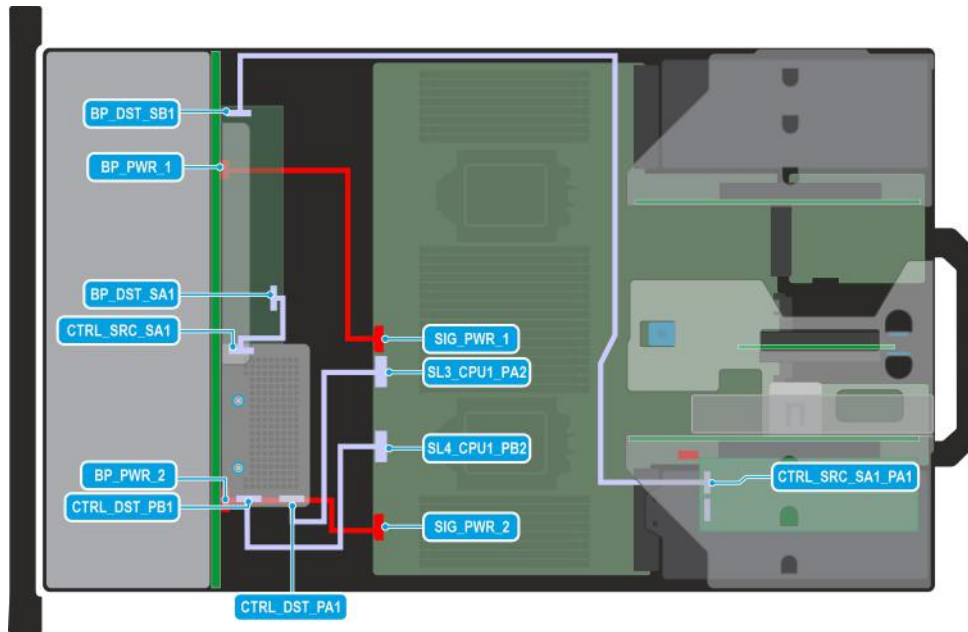 BP_DST_SB1
BP_PWR_1
BP_DST_SA1
CTRL_SRC_SA1
SIG_PWR_1
SL3_CPU1_PA2
SL4_CPU1_PB2
BP_PWR_2
CTRL_DST_PB1
CTRL_SRC_SA1_PA1
SIG_PWR_2
CTRL_DST_PA1